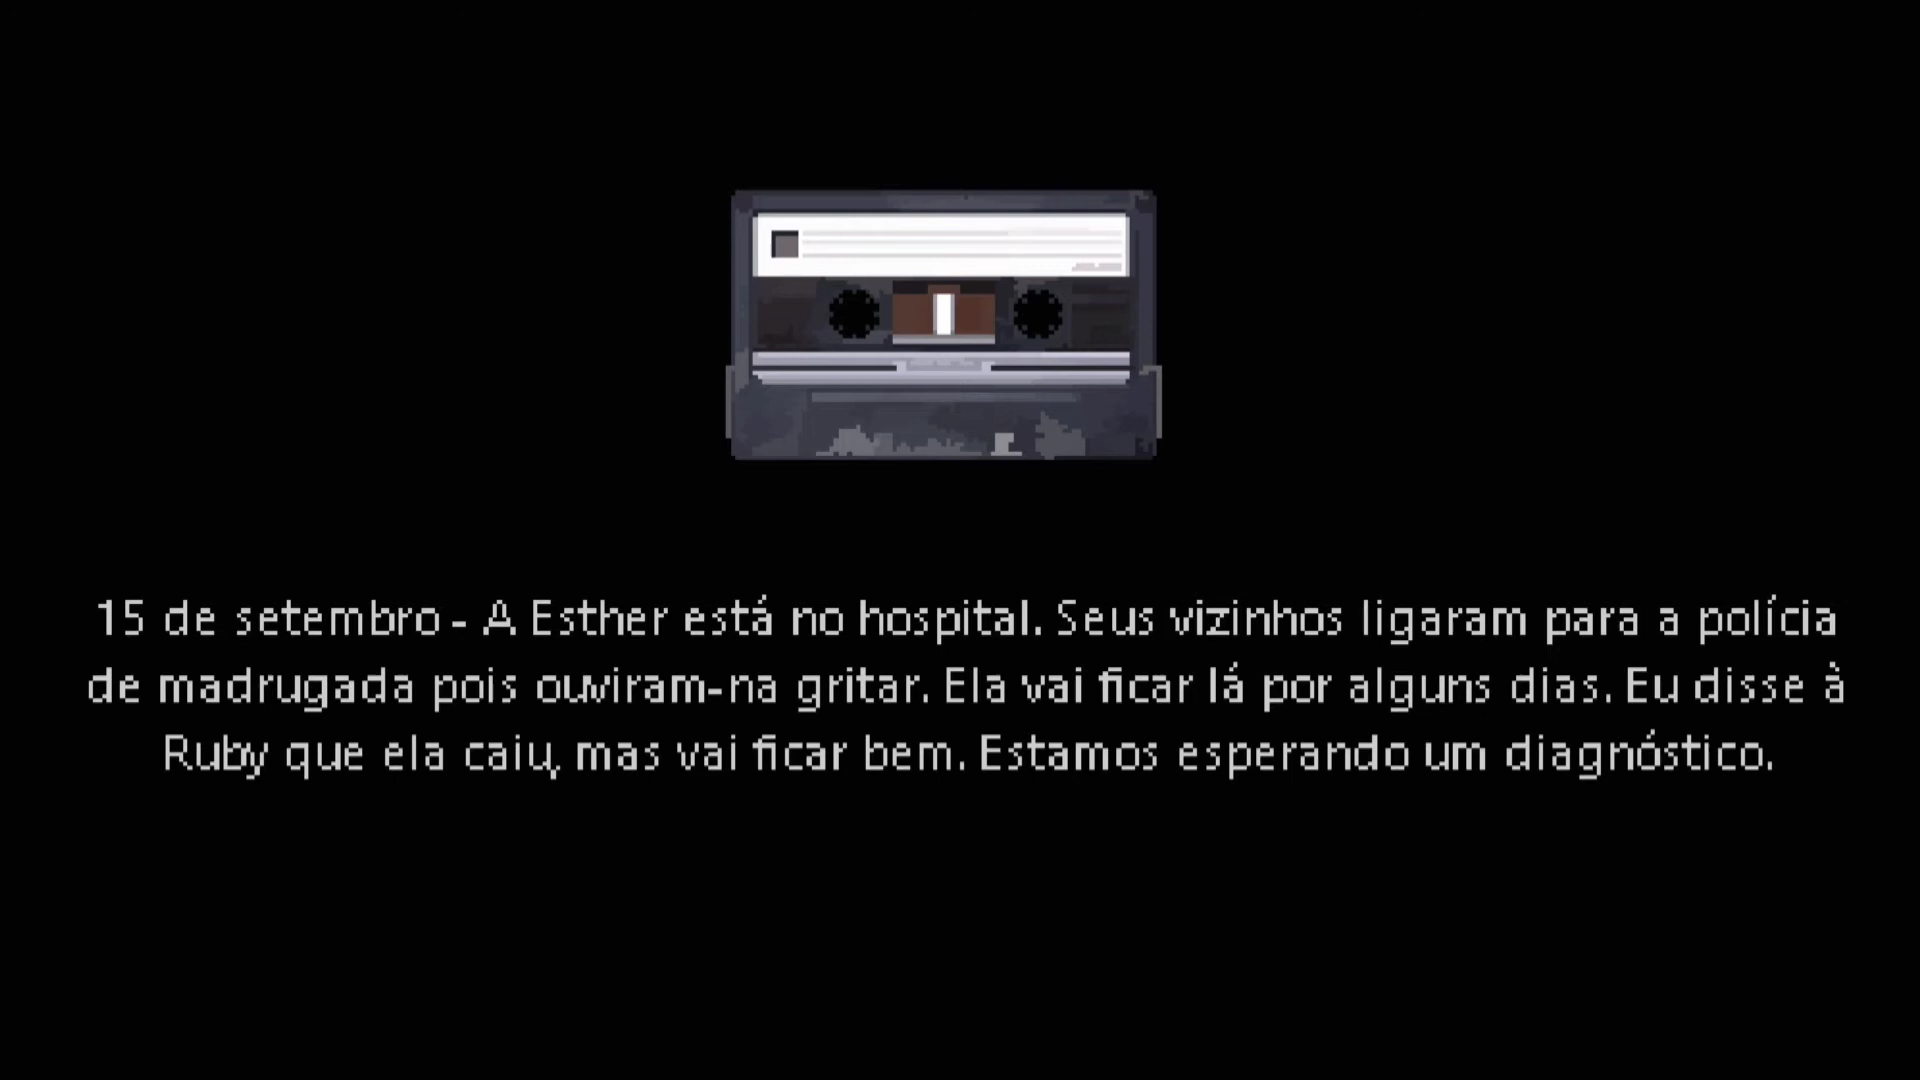 15 de setembro - A Esther está no hospital. Seus vizinhos ligaram para a polícia
de madrugada pois ouviram-na gritar. Ela vai ficar lá por alguns dias. Eu disse à
Ruby que ela caiu, mas vai ficar bem. Estamos esperando um diagnóstico.